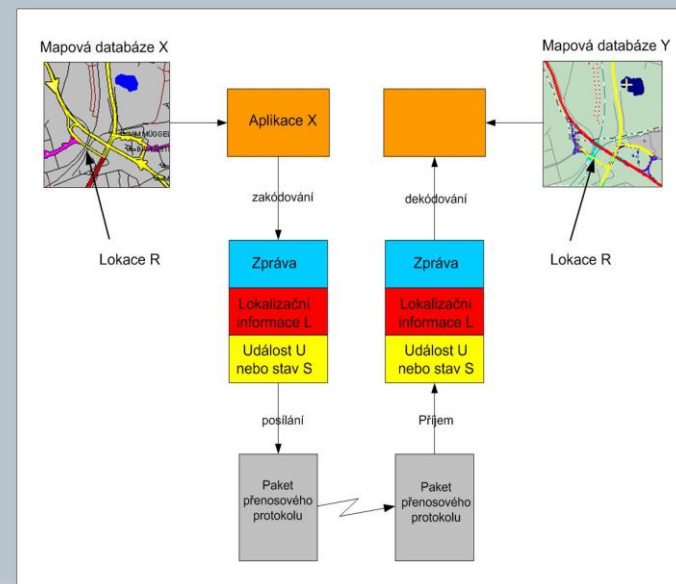 Mapová databáze X
Mapová databáze Y
Aplikace X
zakódování
dekódování
Lokace R
Lokace R
Zpráva
Lokalizační
informace L
Událost U
nebo stav S
Zpráva
Lokalizační
informace L
Událost U
nebo stav S
posílání
Příjem
Paket
přenosového
protokolu
Paket
přenosového
protokolu